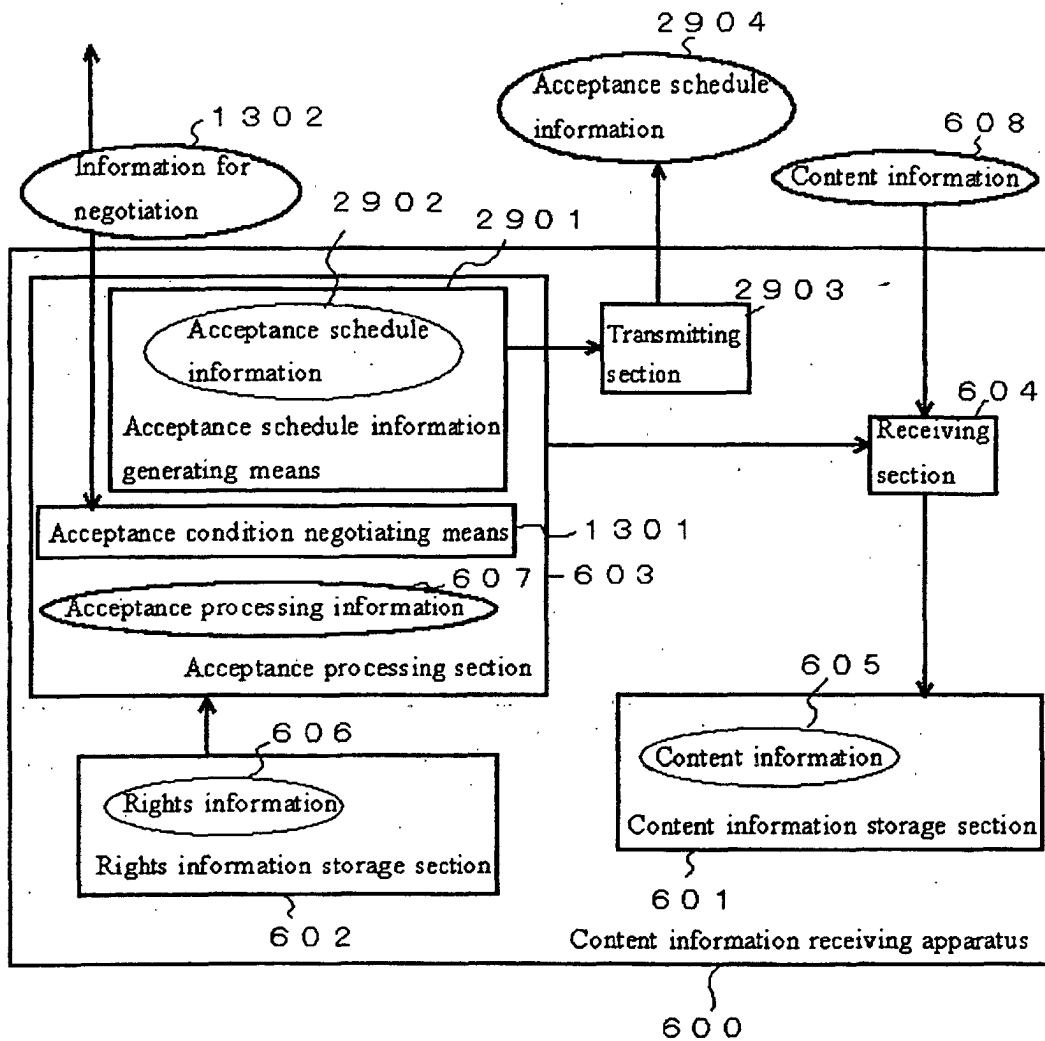 2904
Acceptance schedule
information
1302
608
Information for
negotiation
Content information
2902
2901
2903
Acceptance schedule
information
Transmitting
section
604
Acceptance schedule information
generating means
Receiving
section
Acceptance condition negotiating means
1301
607
603
Acceptance processing information
Acceptance processing section
605
606
Content information
Rights information
Content information storage section
Rights information storage section
601
602
Content information receiving apparatus
600